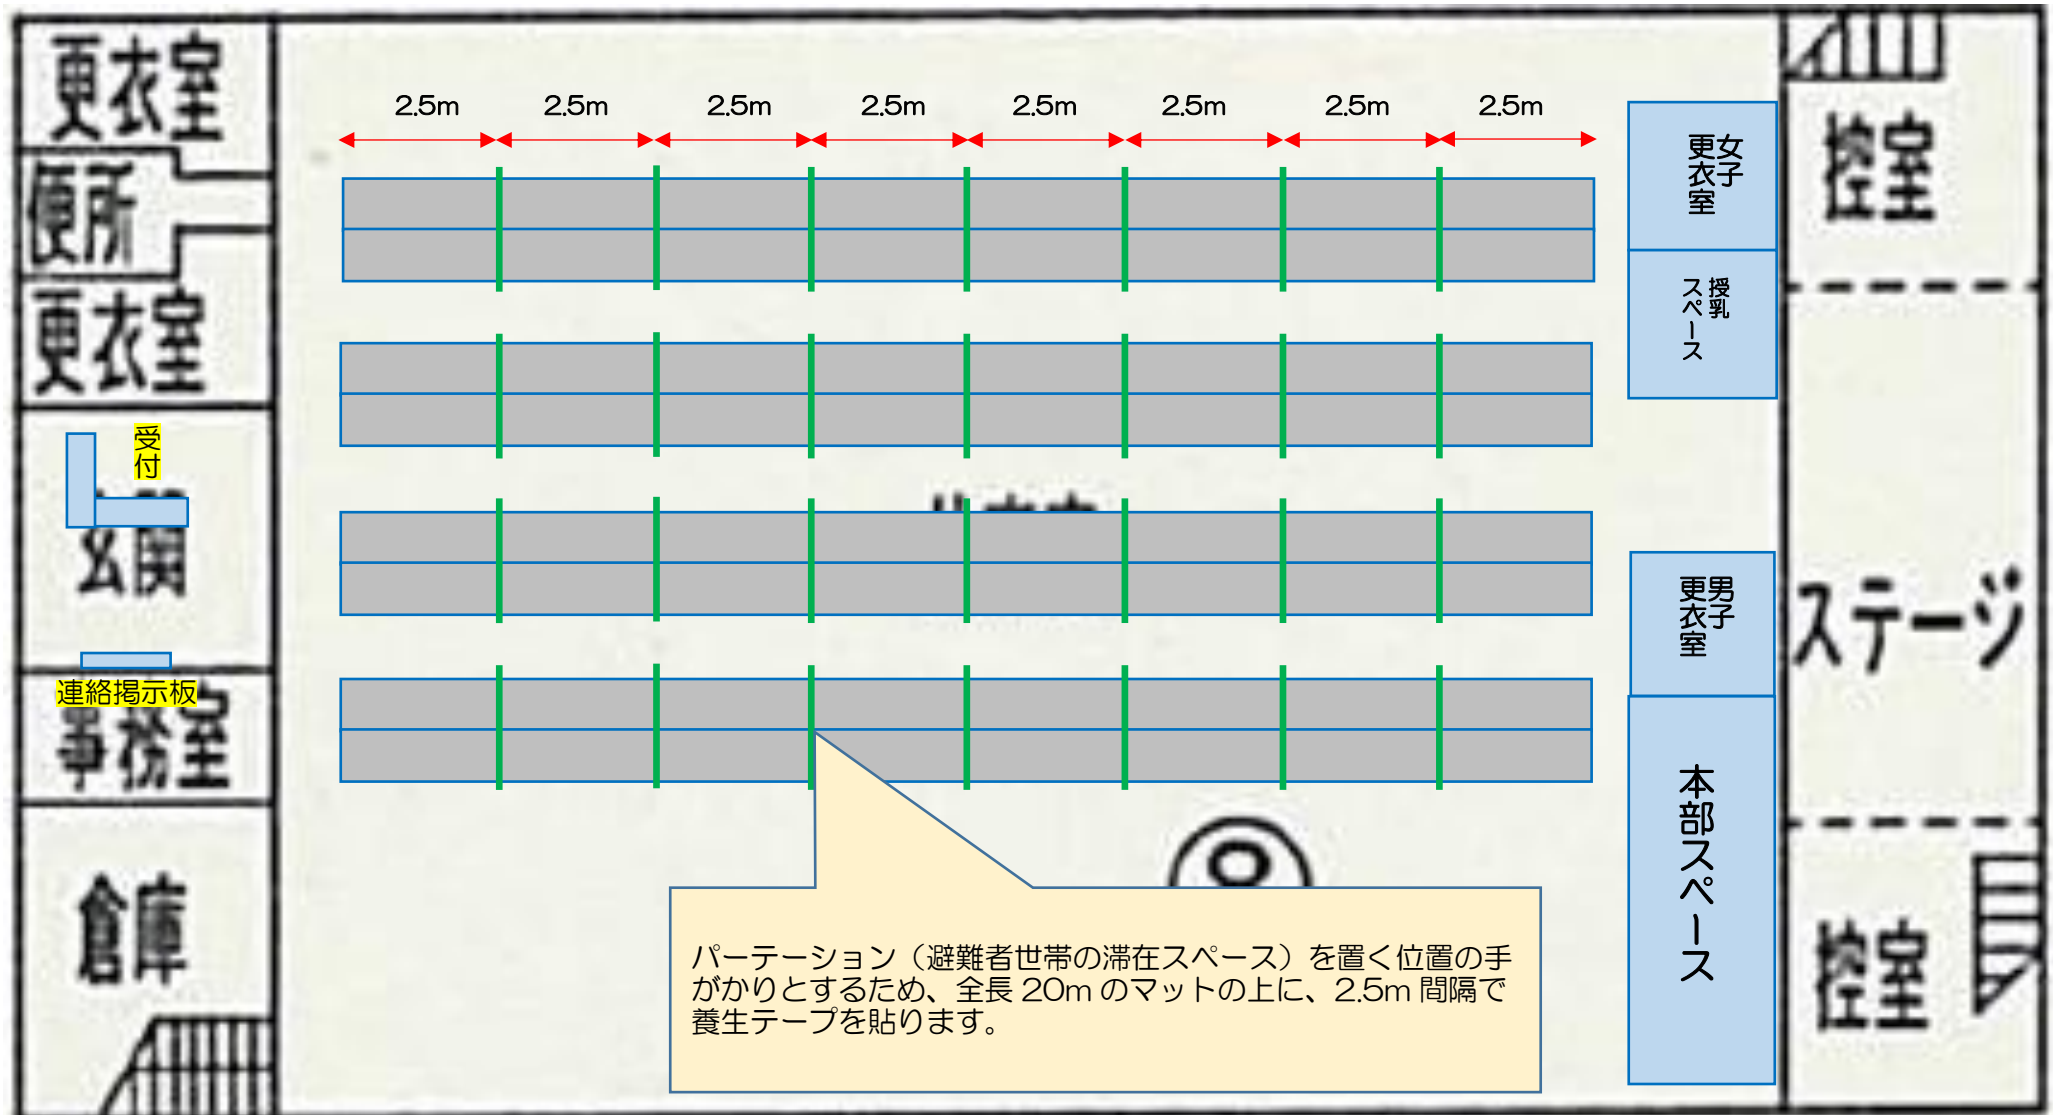 更衣室
便所
更衣室
受付
玄関
連絡掲示板
事務室
倉庫
2.5m 2.5m 2.5m 2.5m 2.5m 2.5m 2.5m 2.5m
女子
更衣室
授乳
スペース
男子
更衣室
本部スペース
控室
ステージ
控室
パーテーション（避難者世帯の滞在スペース）を置く位置の手
がかりとするため、全長 20m のマットの上に、2.5m 間隔で
養生テープを貼ります。